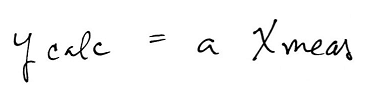 y calc = a X meas